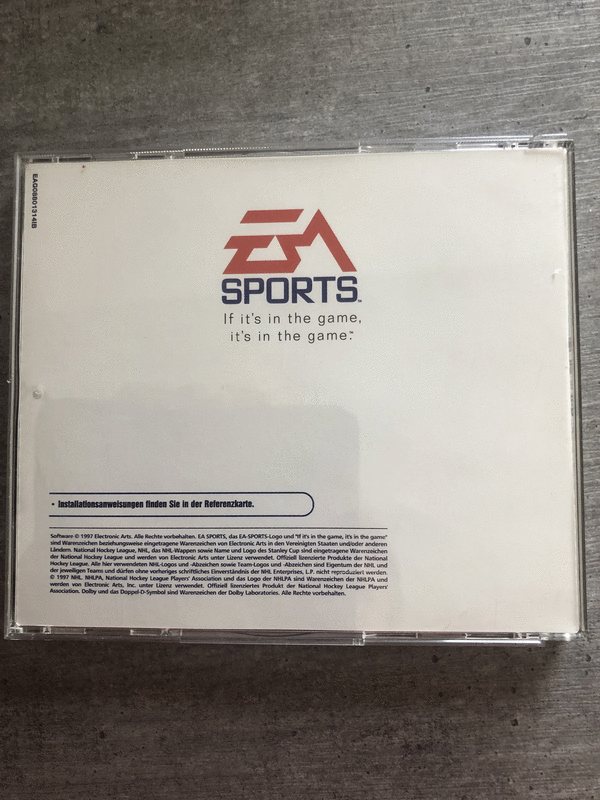 EAG08801314IB
EA
SPORTS™
If it's in the game,
it's in the game.™
• Installationsanweisungen finden Sie in der Referenzkarte.
Software © 1997 Electronic Arts. Alle Rechte vorbehalten. EA SPORTS, das EA-SPORTS-Logo und "If it's in the game, it's in the game"
sind Warenzeichen beziehungsweise eingetragene Warenzeichen von Electronic Arts in den Vereinigten Staaten und/oder anderen
Ländern. National Hockey League, NHL, das NHL-Wappen sowie Name und Logo des Stanley Cup sind eingetragene Warenzeichen
der National Hockey League und werden von Electronic Arts unter Lizenz verwendet. Offiziell lizenzierte Produkte der National
Hockey League. Alle hier verwendeten NHL-Logos und -Abzeichen sowie Team-Logos und -Abzeichen sind Eigentum der NHL und
der jeweiligen Teams und dürfen ohne vorheriges schriftliches Einverständnis der NHL Enterprises, L.P. nicht reproduziert werden.
© 1997 NHL. NHLPA, National Hockey League Players' Association und das Logo der NHLPA sind Warenzeichen der NHLPA und
werden von Electronic Arts, Inc. unter Lizenz verwendet. Offiziell lizenziertes Produkt der National Hockey League Players'
Association. Dolby und das Doppel-D-Symbol sind Warenzeichen der Dolby Laboratories. Alle Rechte vorbehalten.